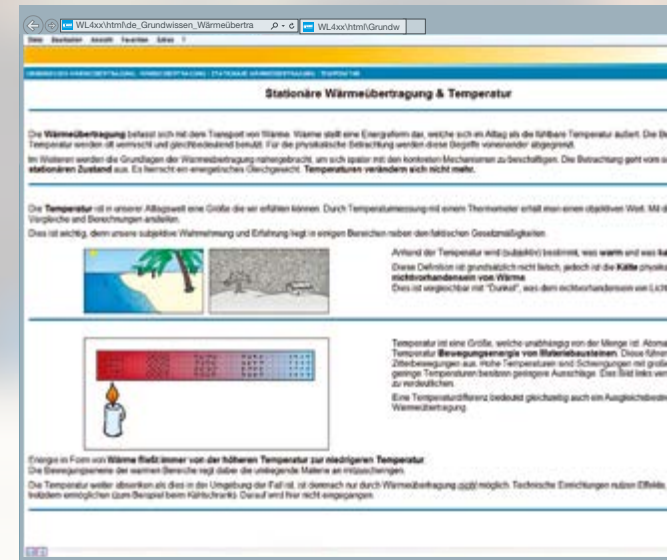 WL4xx\html\de_Grundwissen_Wärmeübertra
WL4xx\html\Grundw
Datei Bearbeiten Ansicht Favoriten Extras ?
Stationäre Wärmeübertragung & Temperatur
Die Wärmeübertragung befasst sich mit dem Transport von Wärme. Wärme stellt eine Energieform dar, welche sich im Alltag als die fühlbare Temperatur äußert. Die
Temperatur werden oft vermischt und gleichbedeutend benutzt. Für die physikalische Betrachtung werden diese Begriffe voneinander abgegrenzt.
Im Weiteren werden die Grundlagen der Wärmeübertragung nahergebracht, um sich später mit den konkreten Mechanismen zu beschäftigen. Die Betrachtung geht vom
stationären Zustand aus. Es herrscht ein energetisches Gleichgewicht. Temperaturen verändern sich nicht mehr.
Die Temperatur ist in unserer Alltagswelt eine Größe die wir erfühlen können. Durch Temperaturmessung mit einem Thermometer erhält man einen objektiven Wert. Mit
Vergleiche und Berechnungen anstellen.
Dies ist wichtig, denn unsere subjektive Wahrnehmung und Erfahrung liegt in einigen Bereichen neben den faktischen Gesetzmäßigkeiten.
Anhand der Temperatur wird (subjektiv) bestimmt, was warm und was
Diese Definition ist grundsätzlich nicht falsch, jedoch ist die Kälte
nichtvorhandensein von Wärme
Dies ist vergleichbar mit "Dunkel", was dem nichtvorhandensein von
Temperatur ist eine Größe, welche unabhängig von der Menge ist.
Temperatur Bewegungsenergie von Materiebausteinen. Diese
Zitterbewegungen aus. Hohe Temperaturen sind Schwingungen mit
geringe Temperaturen besitzen geringere Ausschläge. Das Bild links
zu verdeutlichen.
Eine Temperaturdifferenz bedeutet gleichzeitig auch ein
Wärmeübertragung.
Energie in Form von Wärme fließt immer von der höheren Temperatur zur niedrigeren Temperatur.
Die Bewegungsenergie der warmen Bereiche regt dabei die umliegende Materie an mitzuschwingen.
Die Temperatur weiter absenken als dies in der Umgebung der Fall ist, ist demnach nur durch Wärmeübertragung nicht möglich. Technische Einrichtungen nutzen Effekte,
trotzdem ermöglichen (zum Beispiel beim Kühlschrank). Darauf wird hier nicht eingegangen.